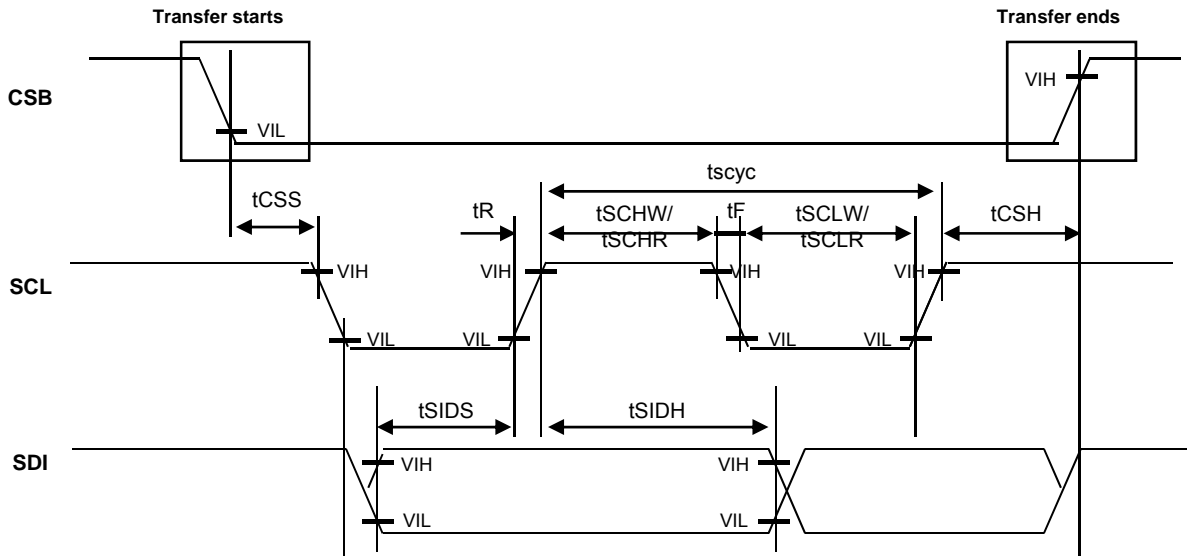 Transfer starts
Transfer ends
CSB
VIL
VIH
tCSS
tscyc
tR
tSCHW/
tSCHR
tF
tSCLW/
tSCLR
tCSH
SCL
VIH
VIH
VIH
VIH
VIL
VIL
VIL
VIL
tSIDS
tSIDH
SDI
VIH
VIH
VIL
VIL